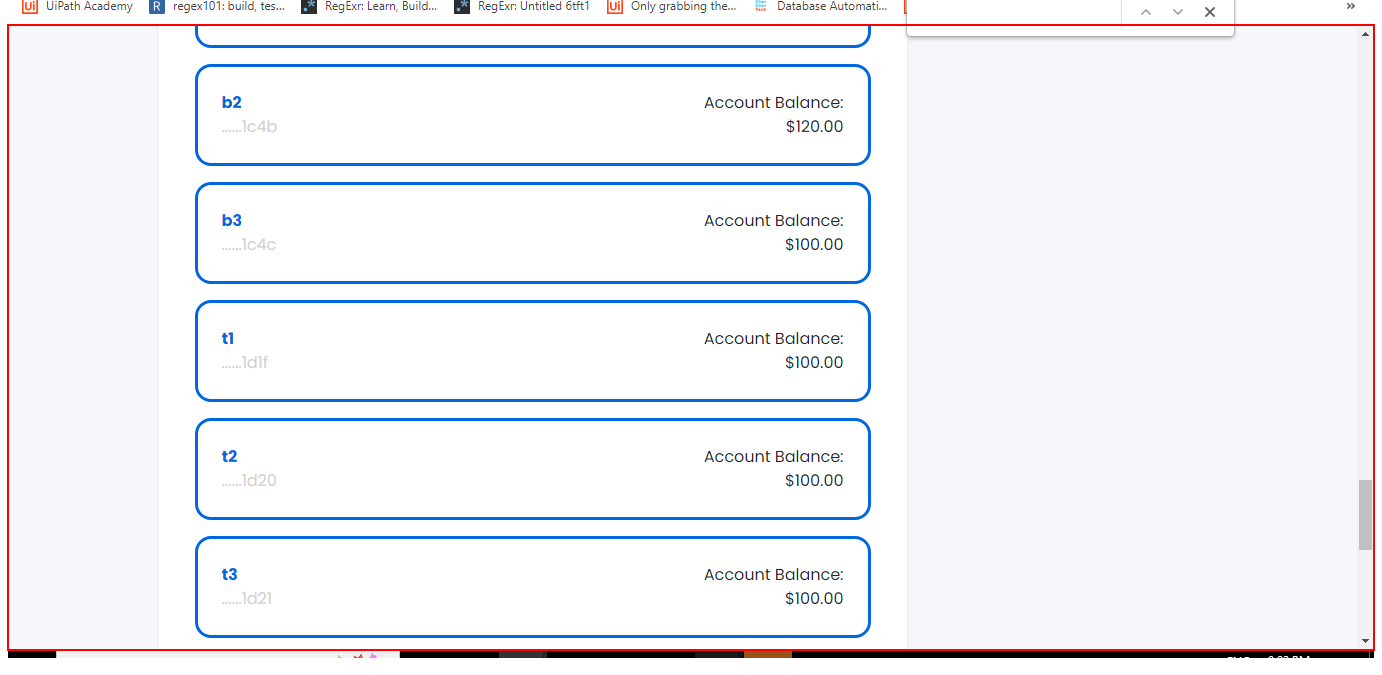 UiPath Academy
regex101: build, tes...
RegExr: Learn, Build...
RegExr: Untitled 6tft1
Only grabbing the...
Database Automati...
»
b2
......1c4b
Account Balance:
$120.00
b3
......1c4c
Account Balance:
$100.00
t1
......1d1f
Account Balance:
$100.00
t2
......1d20
Account Balance:
$100.00
t3
......1d21
Account Balance:
$100.00